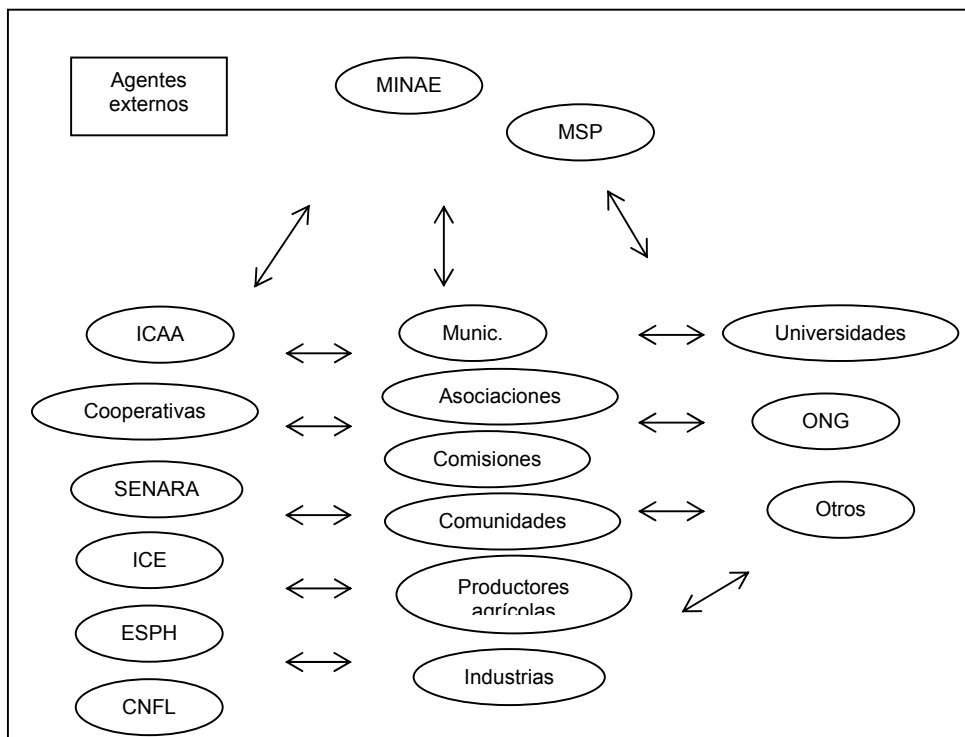 Agentes
externos
MINAE
MSP
ICAA
Munic.
Universidades
Cooperativas
Asociaciones
ONG
Comisiones
SENARA
Comunidades
Otros
ICE
Productores
agrícolas
ESPH
Industrias
CNFL